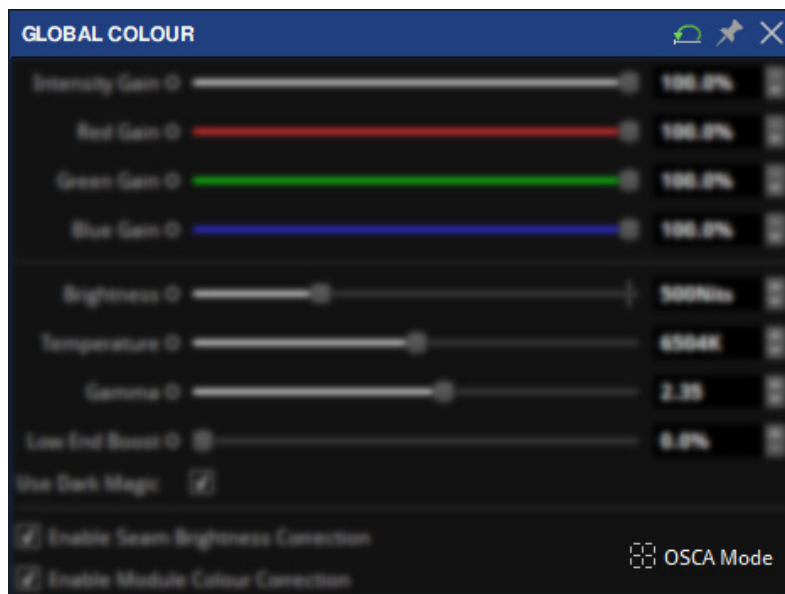 GLOBAL COLOUR
Intensity Gain 100.0%
Red Gain 100.0%
Green Gain 100.0%
Blue Gain 100.0%
Brightness 500Nits
Temperature 6504K
Gamma 2.35
Low End Boost 0.0%
Use Dark Magic
Enable Seam Brightness Correction
OSCA Mode
Enable Module Colour Correction